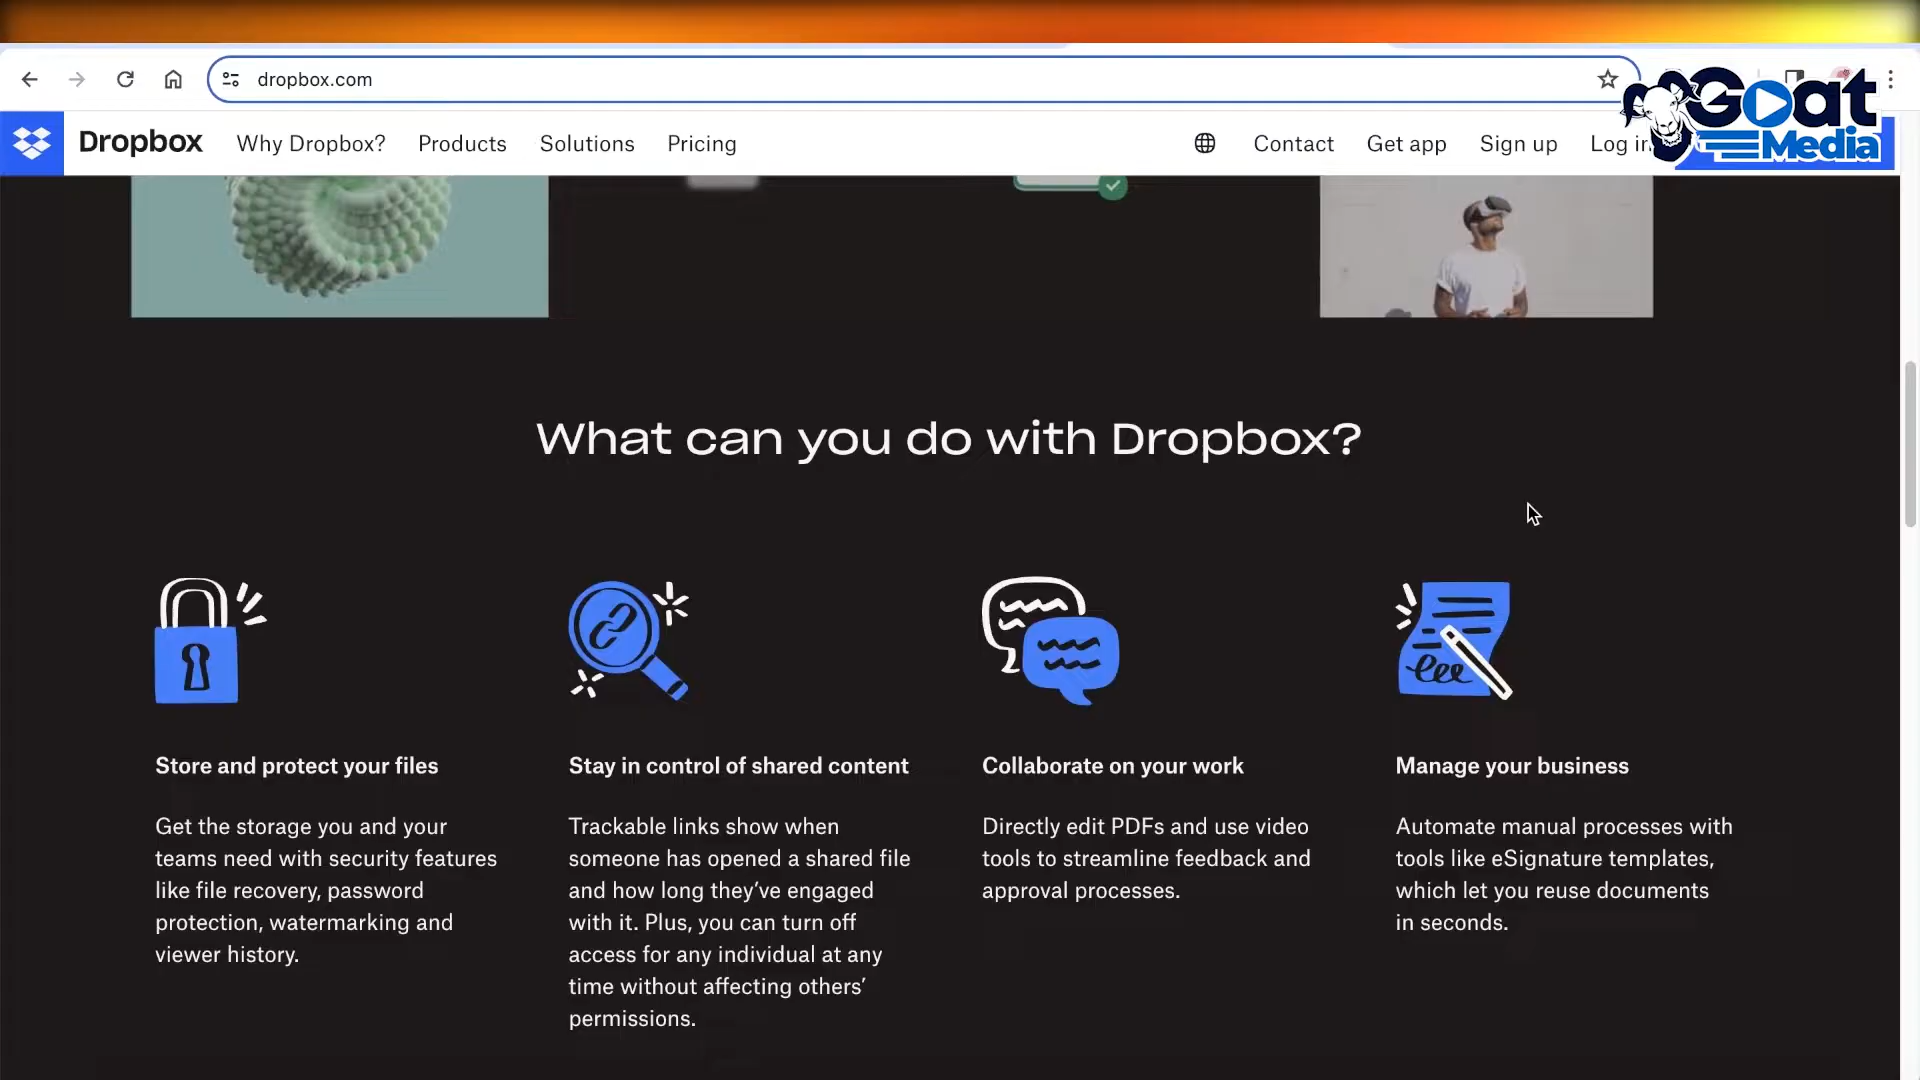 dropbox.com
Goat
Media
Dropbox Why Dropbox? Products Solutions Pricing Contact Get app Sign up Log in
What can you do with Dropbox?
Store and protect your files
Get the storage you and your
teams need with security features
like file recovery, password
protection, watermarking and
viewer history.
Stay in control of shared content
Trackable links show when
someone has opened a shared file
and how long they’ve engaged
with it. Plus, you can turn off
access for any individual at any
time without affecting others’
permissions.
Collaborate on your work
Directly edit PDFs and use video
tools to streamline feedback and
approval processes.
Manage your business
Automate manual processes with
tools like eSignature templates,
which let you reuse documents
in seconds.